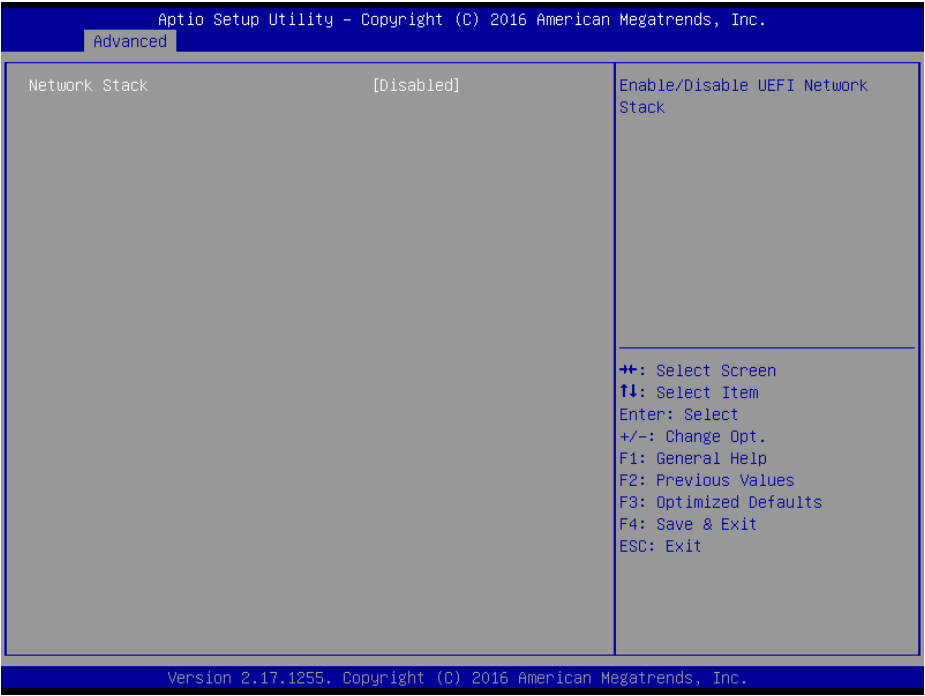 Aptio Setup Utility – Copyright (C) 2016 American Megatrends, Inc.
Advanced
Network Stack [Disabled]
Enable/Disable UEFI Network
Stack
→←: Select Screen
↑↓: Select Item
Enter: Select
+/-: Change Opt.
F1: General Help
F2: Previous Values
F3: Optimized Defaults
F4: Save & Exit
ESC: Exit
Version 2.17.1255. Copyright (C) 2016 American Megatrends, Inc.